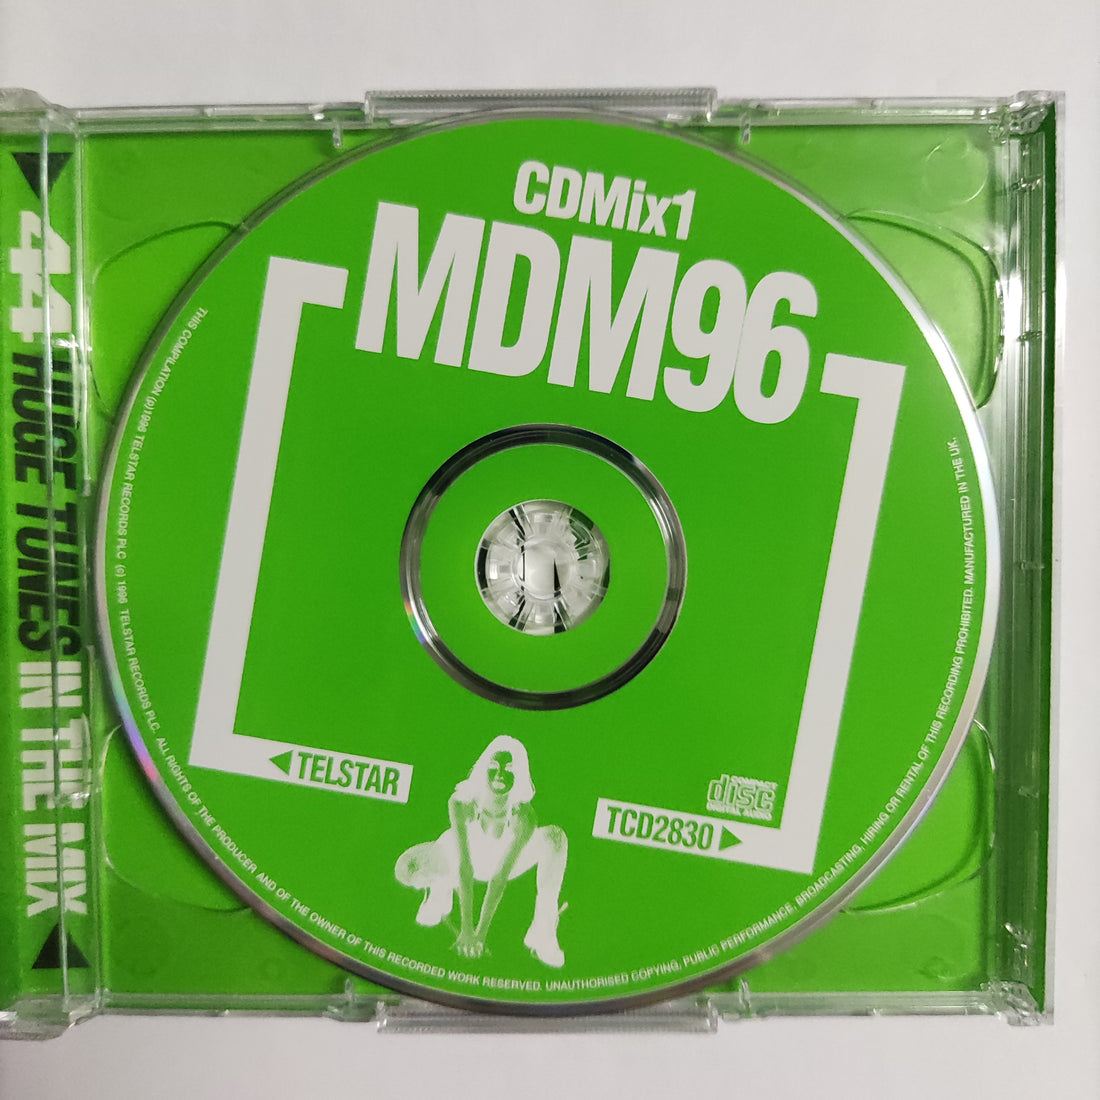 44 HUGE TUNES IN THE MIX
CDMix1
MDM96
TELSTAR
COMPACT
disc
DIGITAL AUDIO
TCD2830
THIS COMPILATION (p)1996 TELSTAR RECORDS PLC (c) 1996 TELSTAR RECORDS PLC. ALL RIGHTS OF THE PRODUCER AND OF THE OWNER OF THIS RECORDED WORK RESERVED. UNAUTHORISED COPYING, PUBLIC PERFORMANCE, BROADCASTING, HIRING OR RENTAL OF THIS RECORDING PROHIBITED. MANUFACTURED IN THE UK.